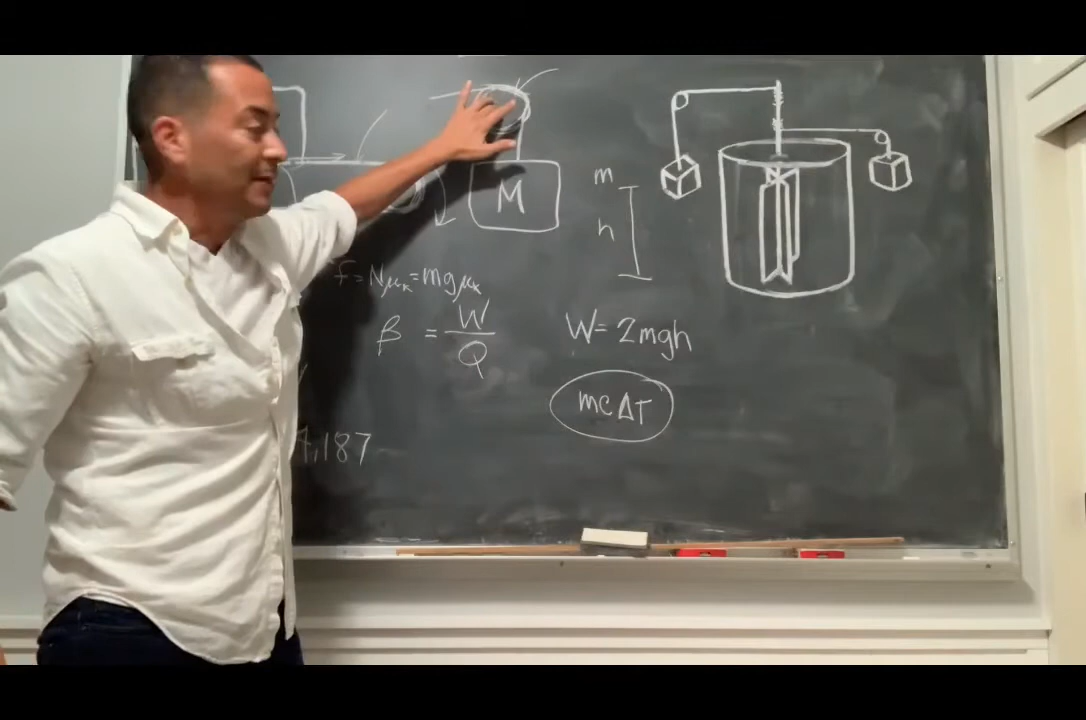 M
m
h
f = Nμₖ = mgμₖ
β = W/Q
W = 2mgh
mcΔT
4,187